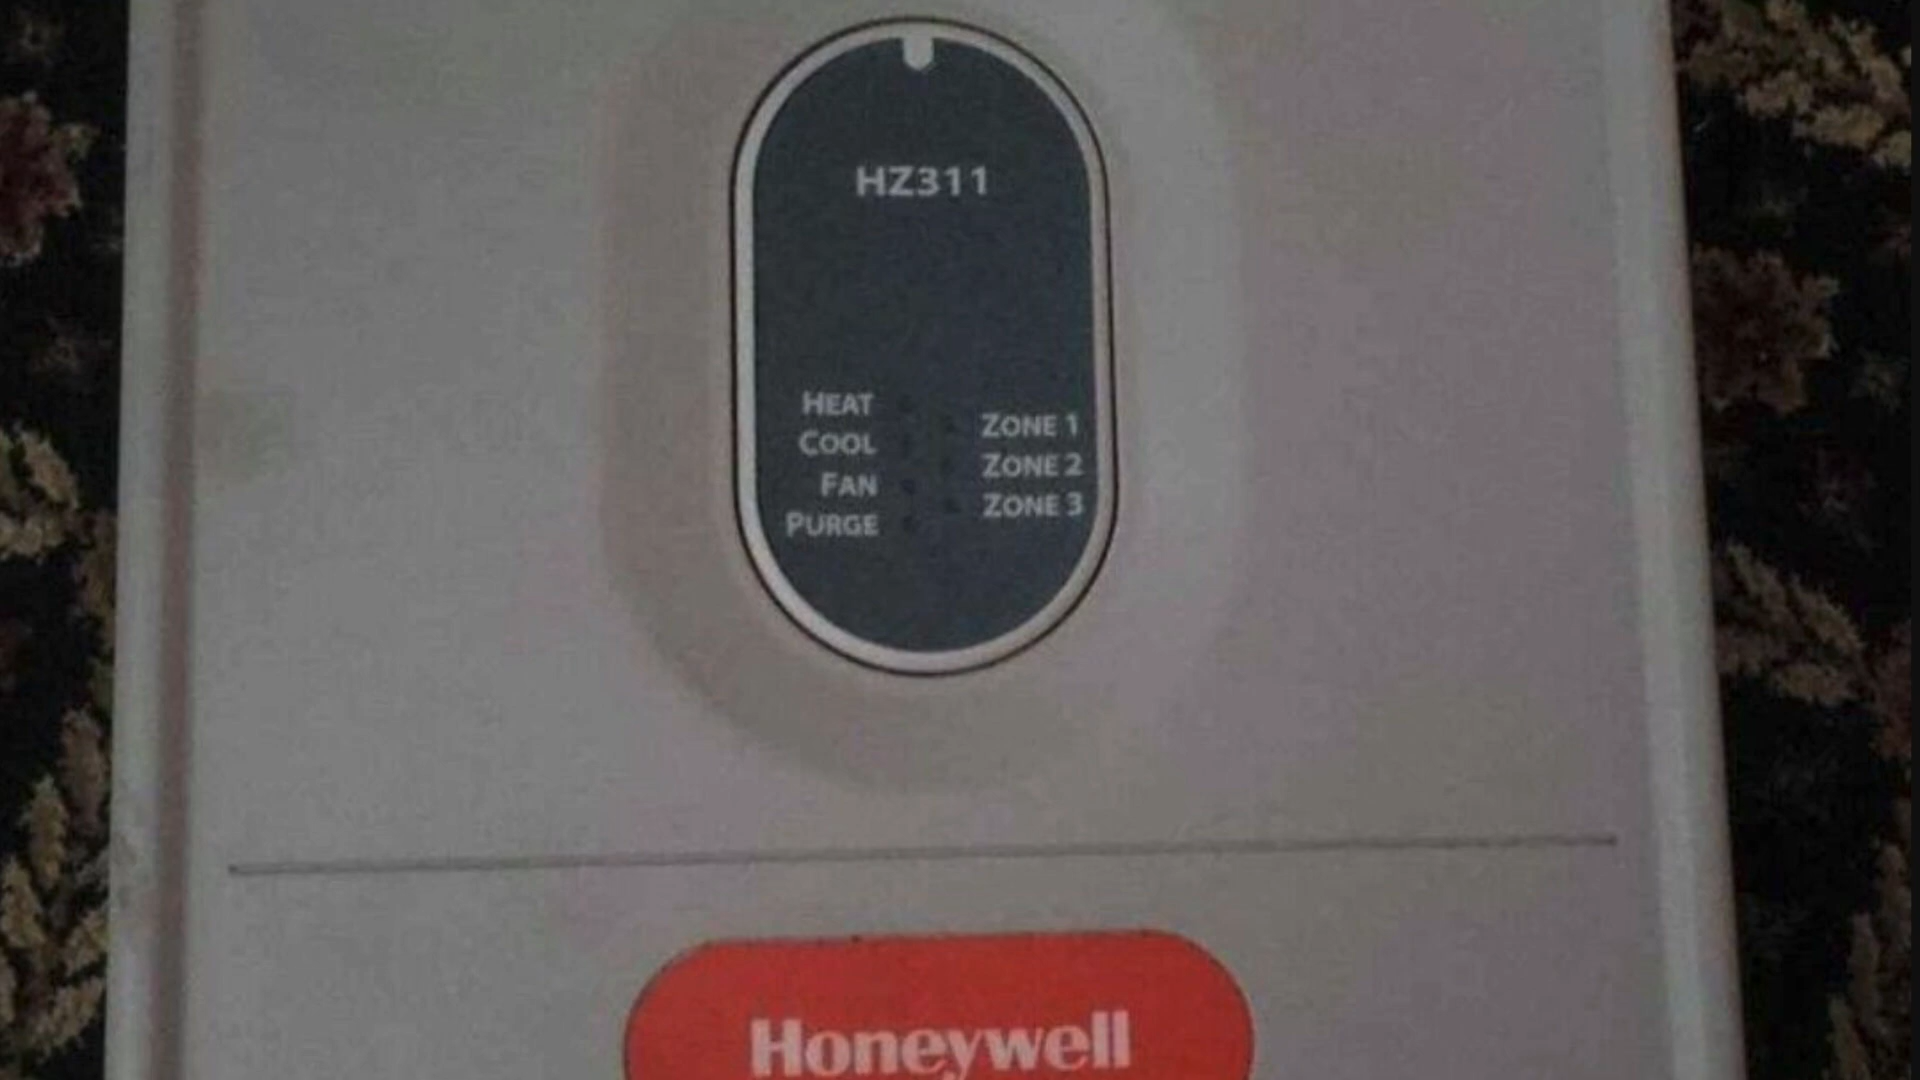 HZ311
HEAT
COOL
FAN
PURGE
ZONE 1
ZONE 2
ZONE 3
Honeywell